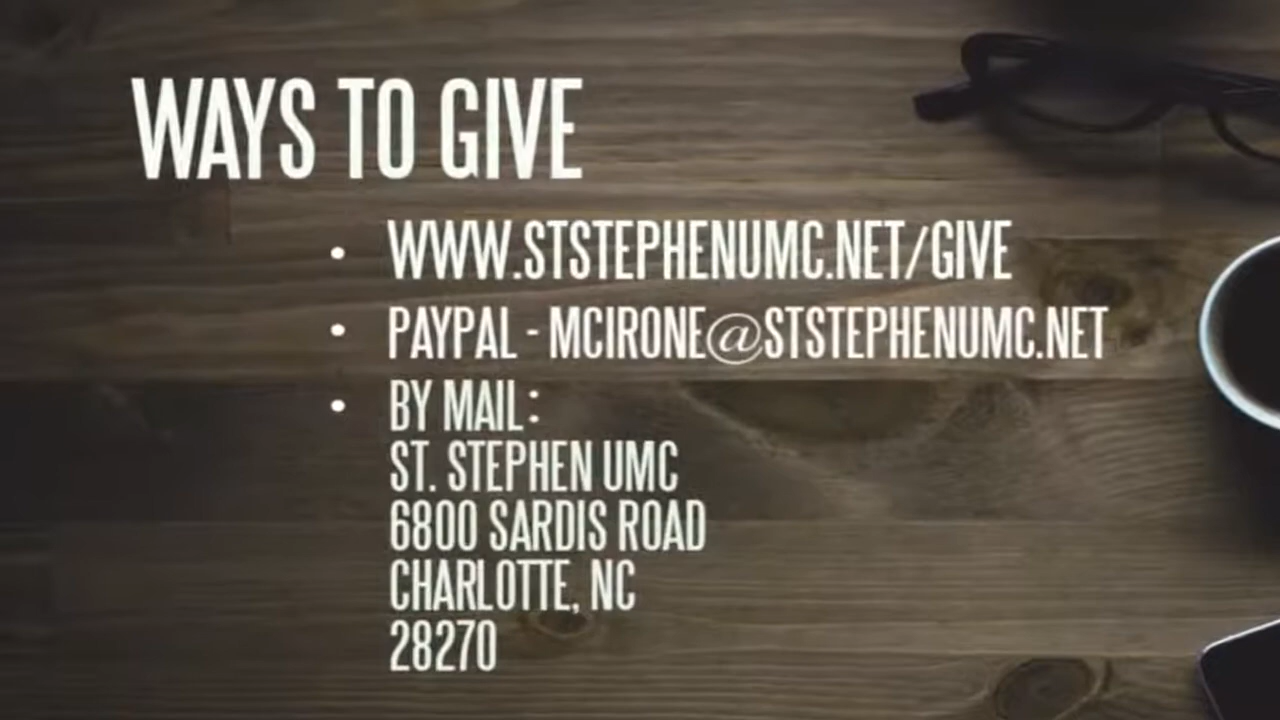 WAYS TO GIVE
• WWW.STSTEPHENUMC.NET/GIVE
• PAYPAL - MCIRONE@STSTEPHENUMC.NET
• BY MAIL:
ST. STEPHEN UMC
6800 SARDIS ROAD
CHARLOTTE, NC
28270